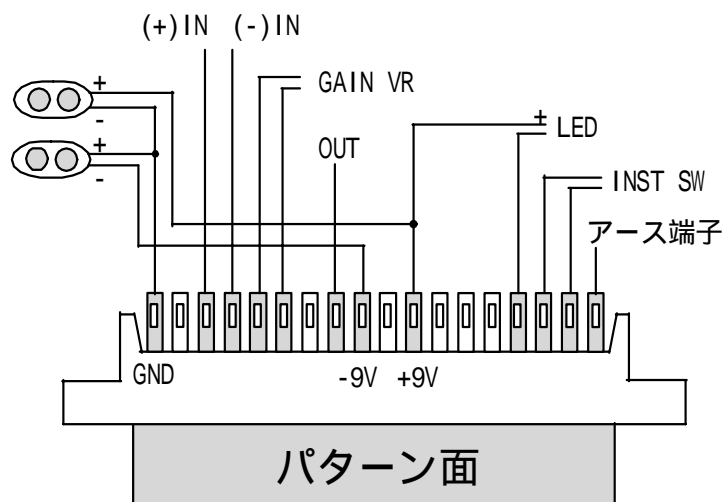 (+)IN (-)IN
+
GAIN VR
-
± LED
+
OUT
-
INST SW
アース端子
GND -9V +9V
パターン面